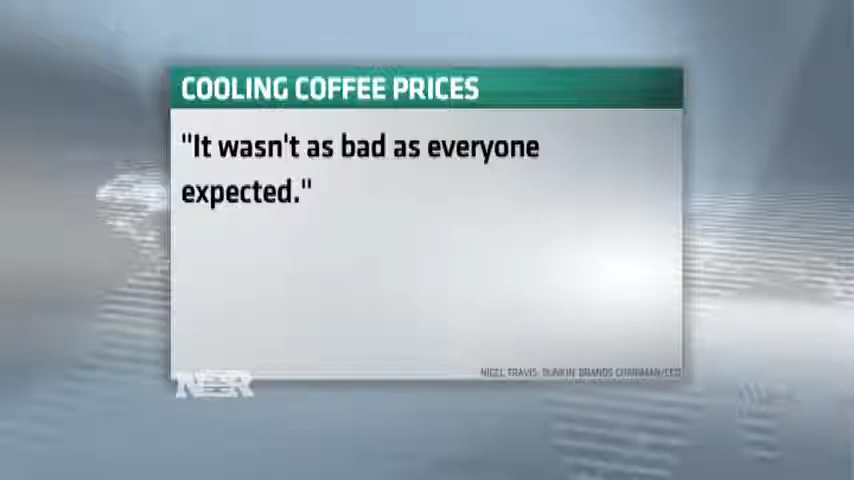 COOLING COFFEE PRICES
"It wasn't as bad as everyone
expected."
NIGEL TRAVIS, DUNKIN' BRANDS CHAIRMAN/CEO
NBR